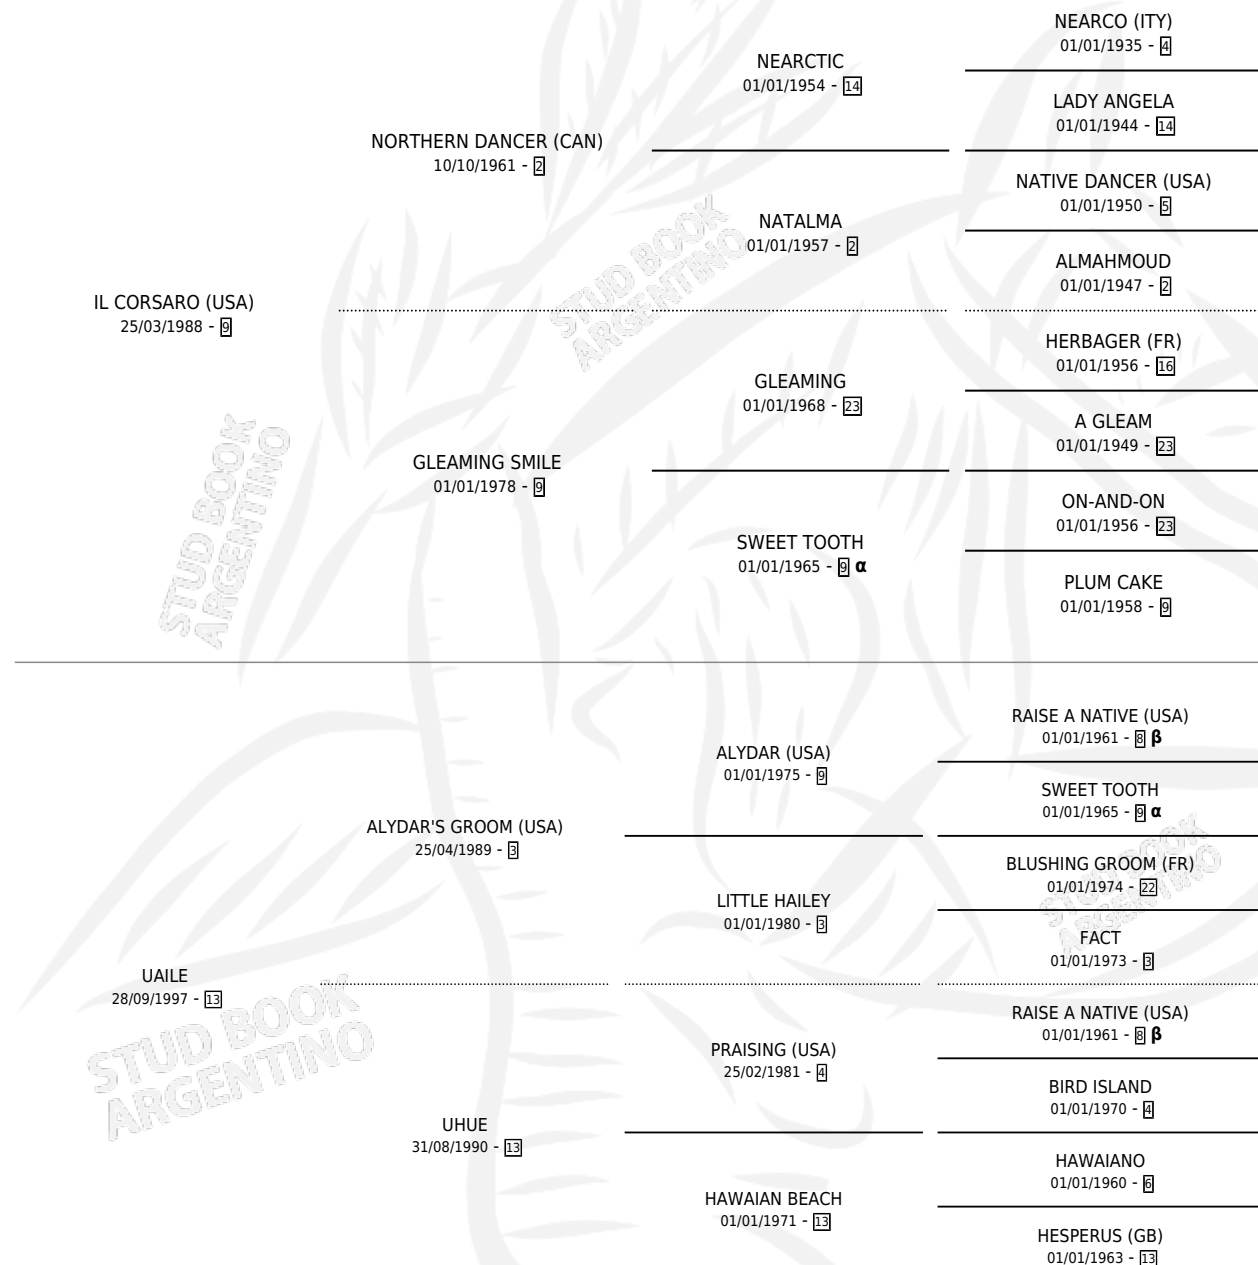 NEARCO (ITY)
01/01/1935 - 4
NEARCTIC
01/01/1954 - 14
LADY ANGELA
01/01/1944 - 14
NORTHERN DANCER (CAN)
10/10/1961 - 2
NATIVE DANCER (USA)
01/01/1950 - 5
NATALMA
01/01/1957 - 2
ALMAHMOUD
01/01/1947 - 2
STUD BOOK
ARGENTINO
IL CORSARO (USA)
25/03/1988 - 9
HERBAGER (FR)
01/01/1956 - 16
GLEAMING
01/01/1968 - 23
A GLEAM
01/01/1949 - 23
GLEAMING SMILE
01/01/1978 - 9
ON-AND-ON
01/01/1956 - 23
SWEET TOOTH
01/01/1965 - 9 α
PLUM CAKE
01/01/1958 - 9
STUD BOOK
ARGENTINO
RAISE A NATIVE (USA)
01/01/1961 - 8 β
ALYDAR (USA)
01/01/1975 - 9
SWEET TOOTH
01/01/1965 - 9 α
ALYDAR'S GROOM (USA)
25/04/1989 - 3
BLUSHING GROOM (FR)
01/01/1974 - 22
LITTLE HAILEY
01/01/1980 - 3
FACT
01/01/1973 - 3
STUD BOOK
ARGENTINO
UAILE
28/09/1997 - 13
STUD BOOK
ARGENTINO
RAISE A NATIVE (USA)
01/01/1961 - 8 β
PRAISING (USA)
25/02/1981 - 4
BIRD ISLAND
01/01/1970 - 4
UHUE
31/08/1990 - 13
HAWAIANO
01/01/1960 - 6
HAWAIAN BEACH
01/01/1971 - 13
HESPERUS (GB)
01/01/1963 - 13